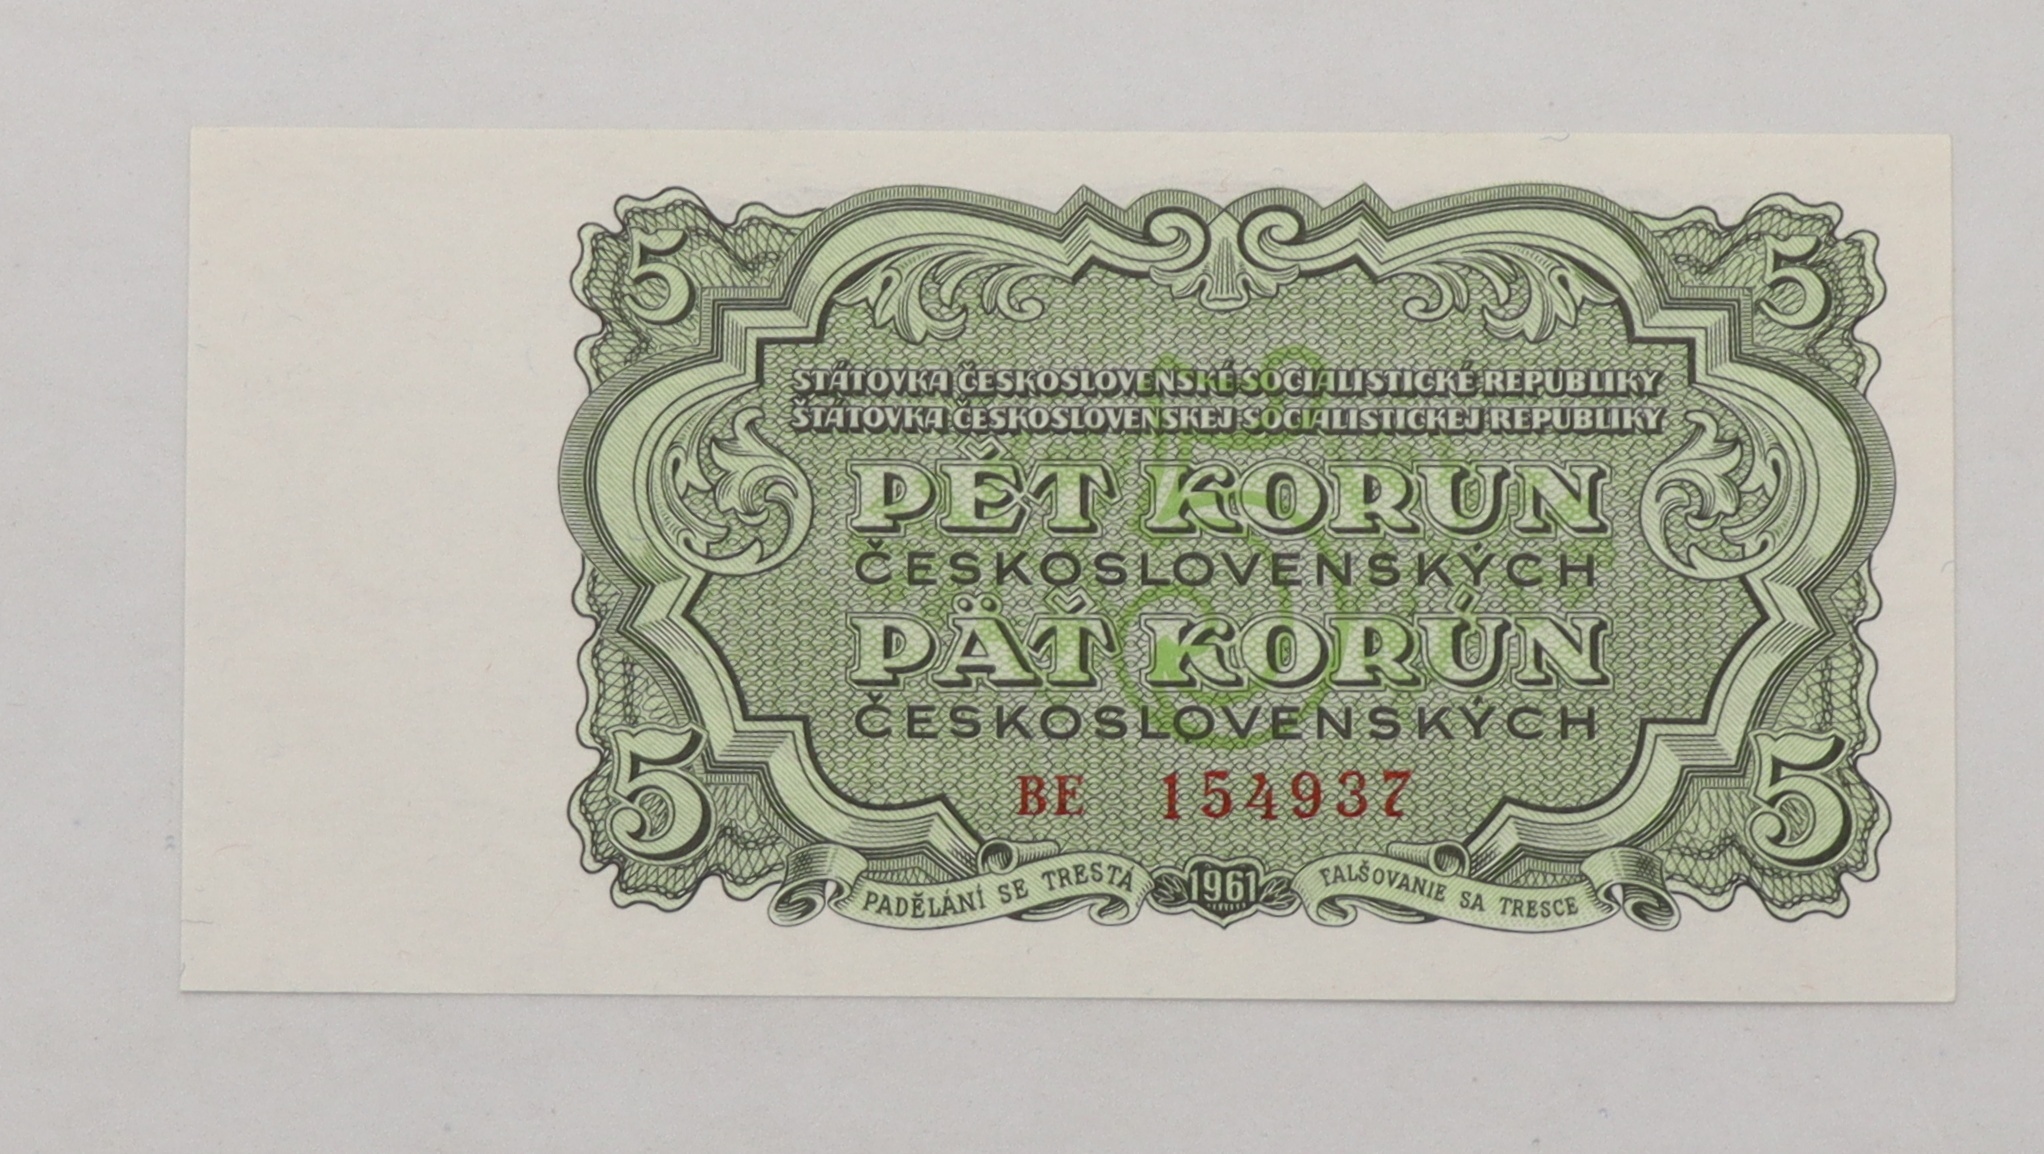 5 5
STÁTOVKA ČESKOSLOVENSKÉ SOCIALISTICKÉ REPUBLIKY
ŠTÁTOVKA ČESKOSLOVENSKEJ SOCIALISTICKEJ REPUBLIKY
PĚT KORUN
ČESKOSLOVENSKÝCH
PÄŤ KORÚN
ČESKOSLOVENSKÝCH
5 5
BE 154937
PADĚLÁNÍ SE TRESTÁ 1961 FALŠOVANIE SA TRESCE